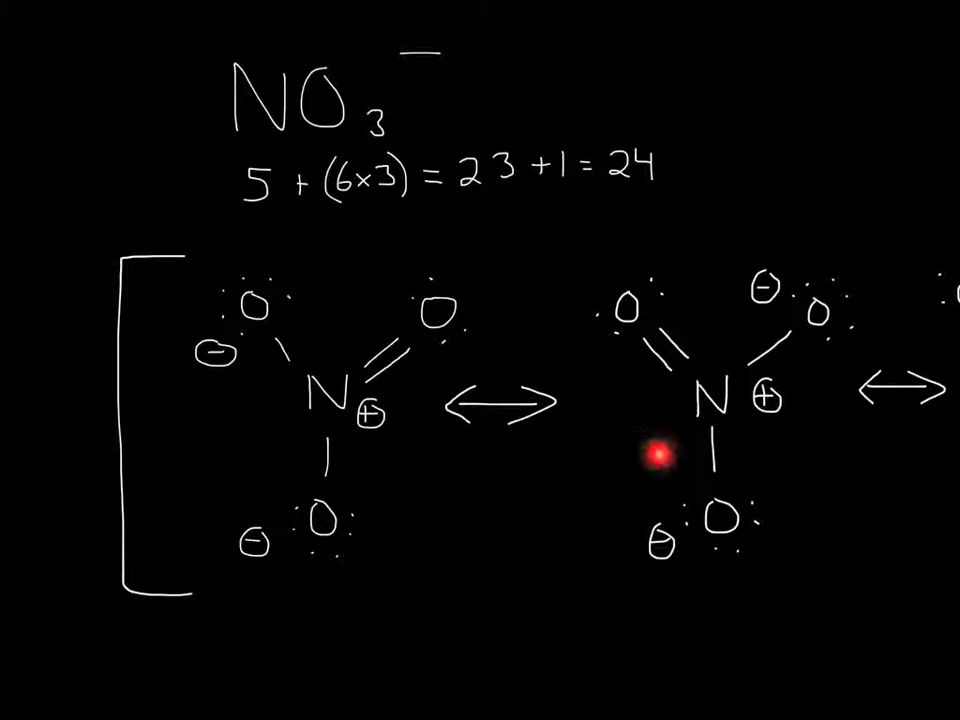 NO₃⁻
5 + (6×3) = 23 +1 = 24
O O O ⊖ O
⊖
N ⊕ ⟷ N ⊕ ⟷
⊖ O ⊖ O